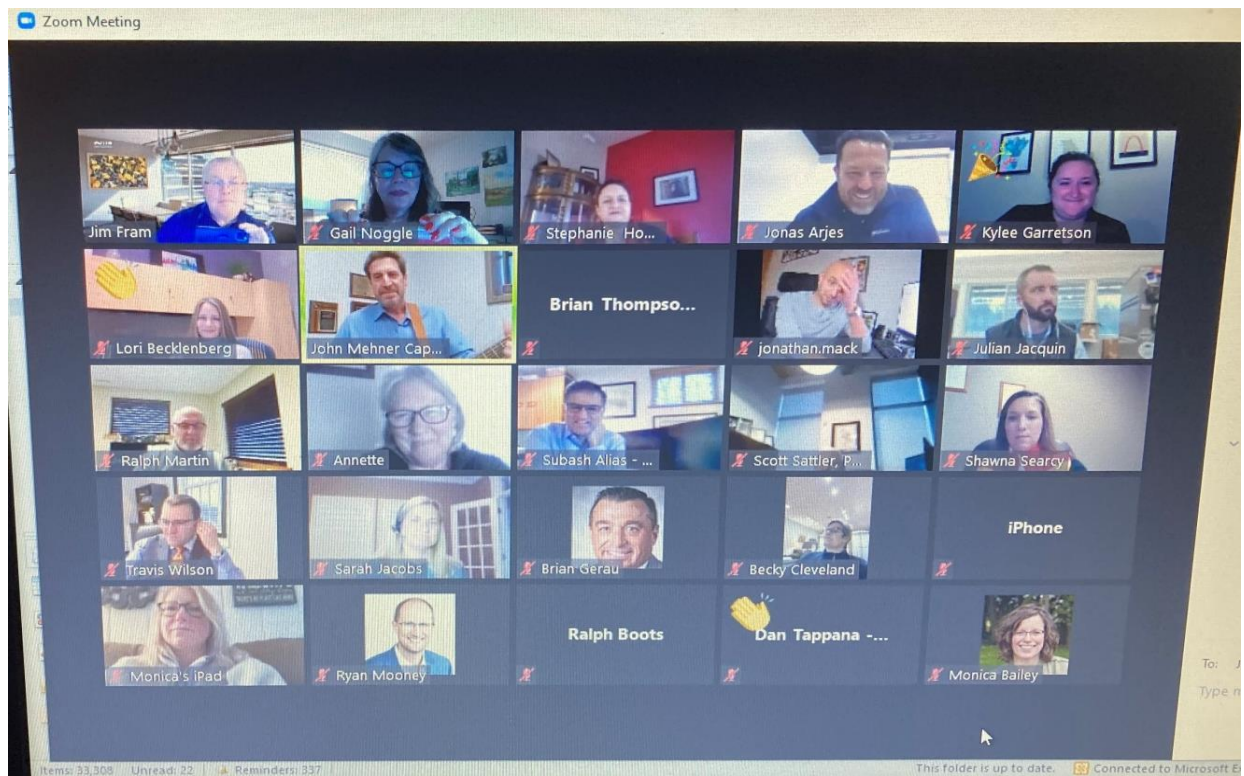 Zoom Meeting
Jim Fram
Gail Noggle
Stephanie Ho...
Jonas Arjes
Kylee Garretson
Lori Becklenberg
John Mehner Cap...
Brian Thompso...
jonathan.mack
Julian Jacquin
Ralph Martin
Annette
Subash Alias - ...
Scott Sattler, P...
Shawna Searcy
Travis Wilson
Sarah Jacobs
Brian Gerau
Becky Cleveland
iPhone
Monica's iPad
Ryan Mooney
Ralph Boots
Dan Tappana -...
Monica Bailey
To: J
Type
Items: 33,308 Unread: 22 Reminders: 337
This folder is up to date. Connected to Microsoft E